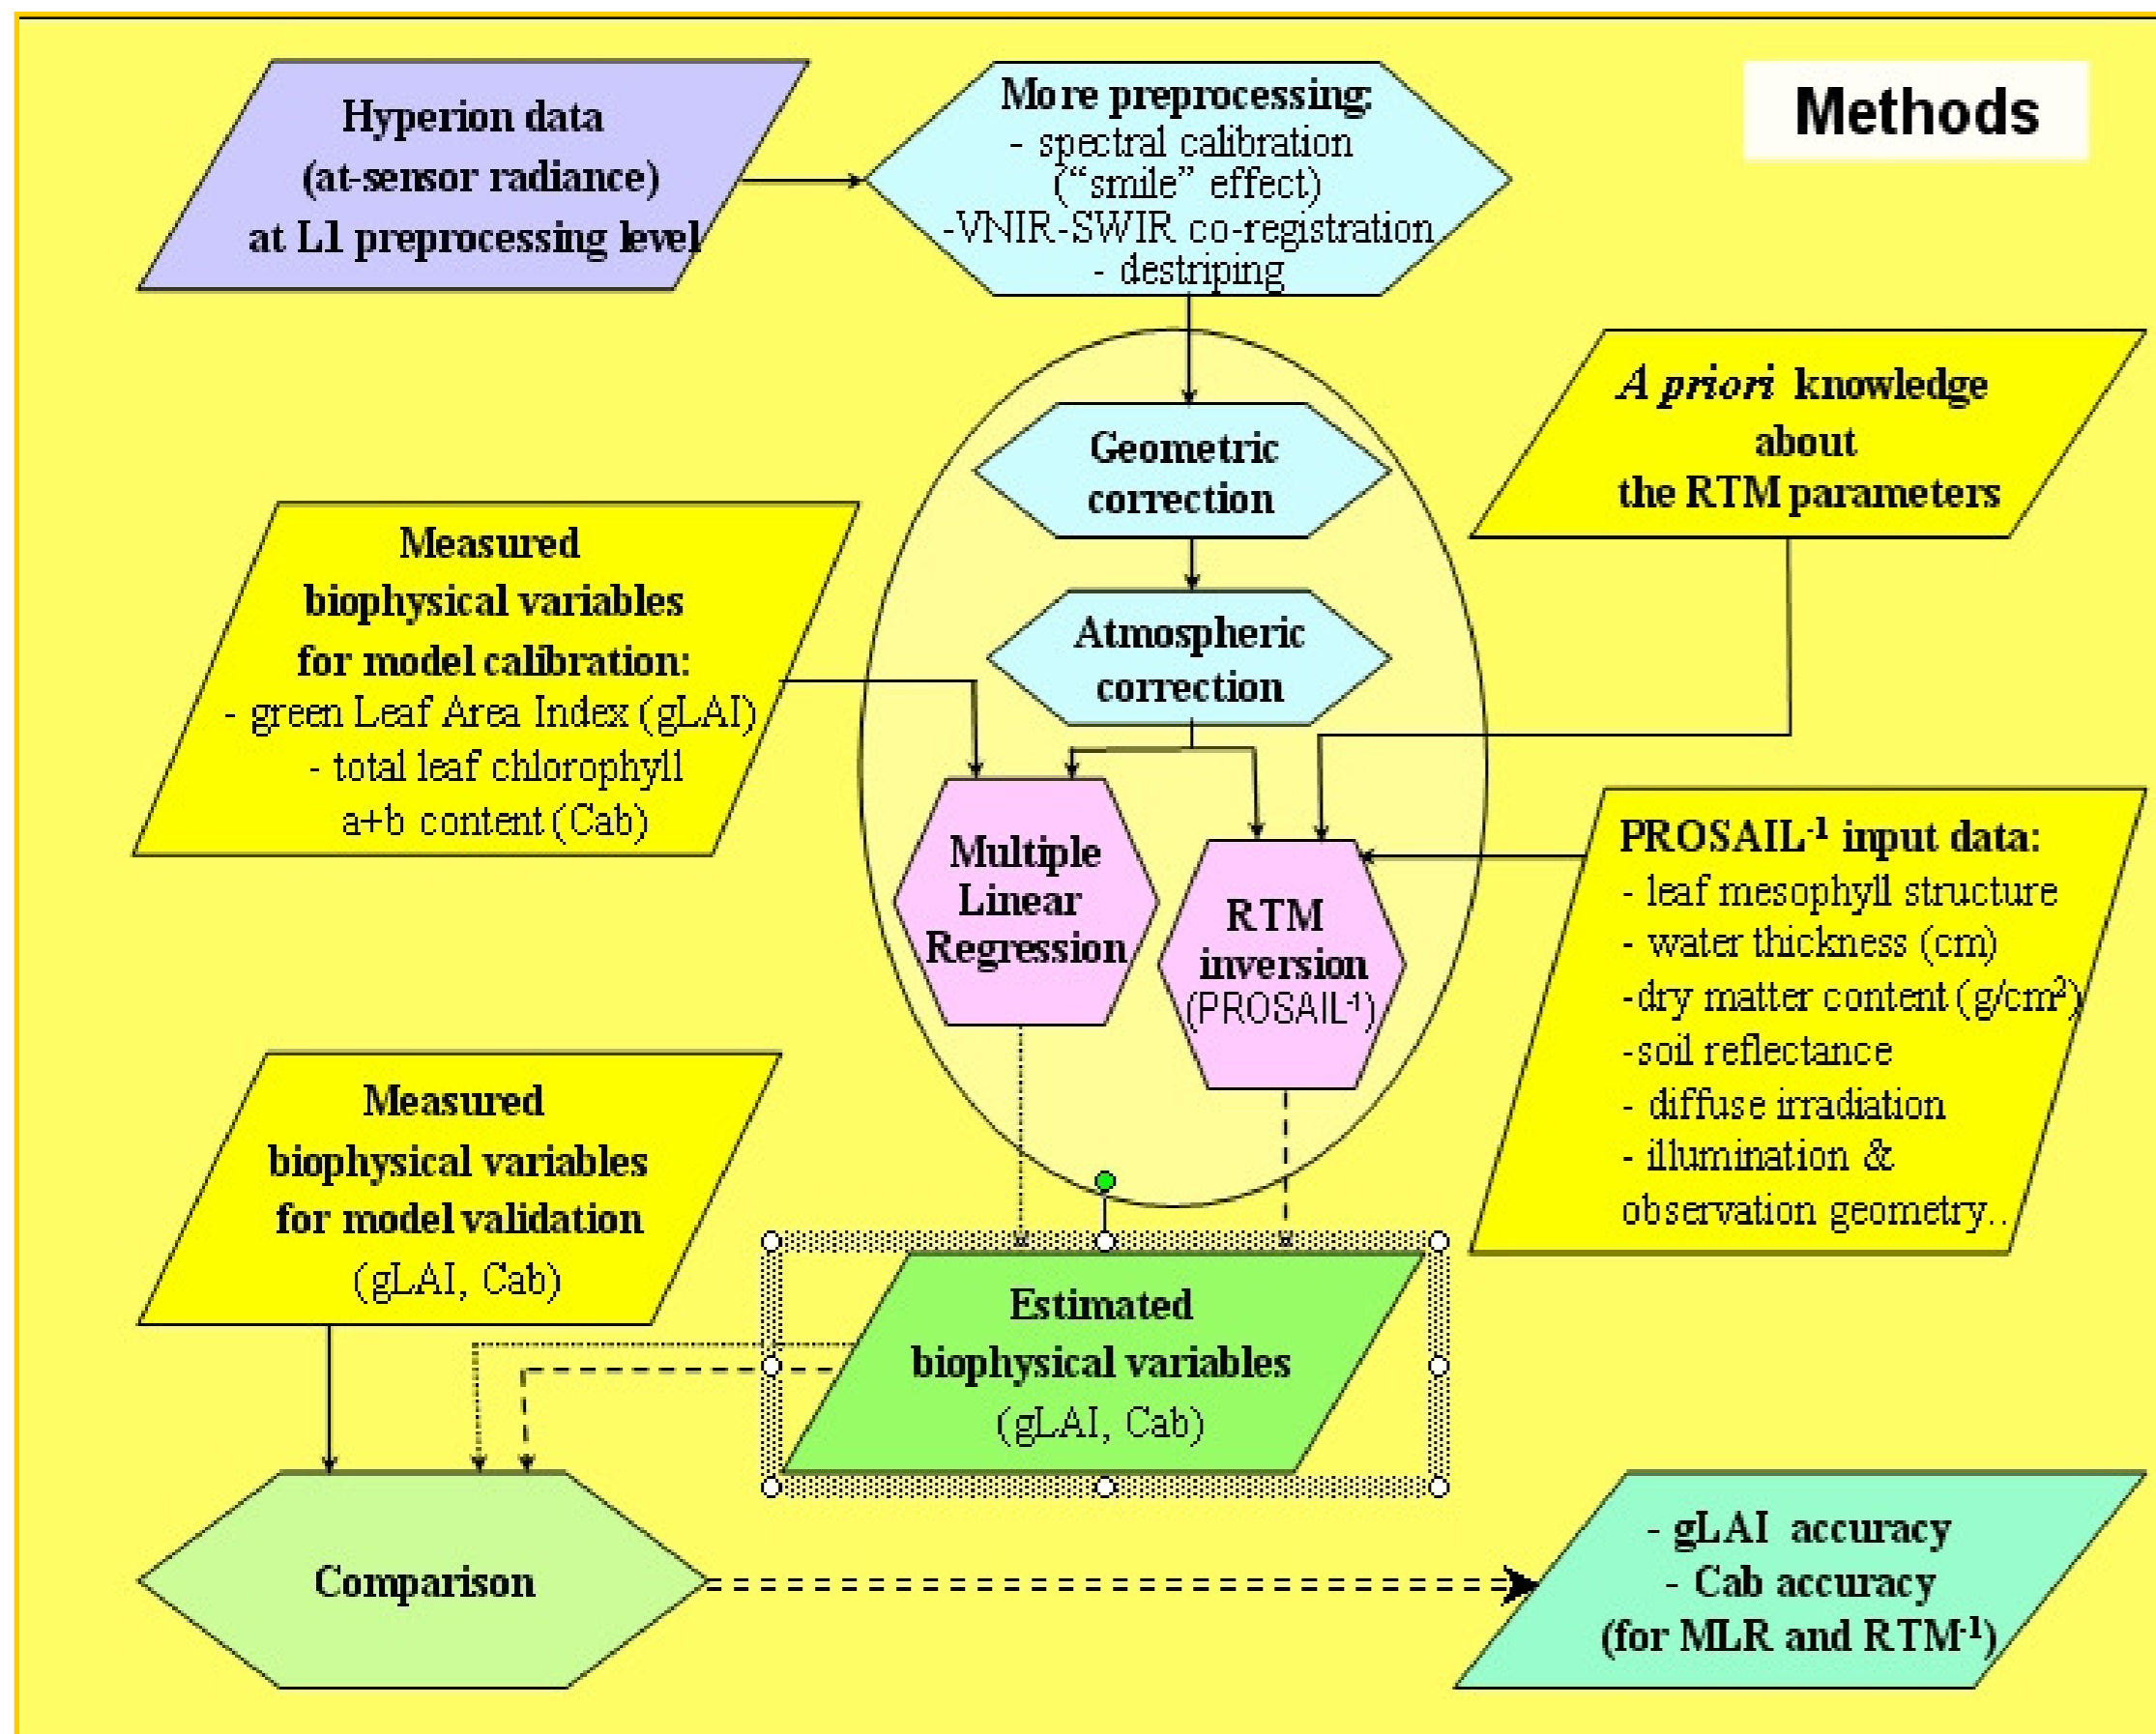 Methods
Hyperion data
(at-sensor radiance)
at L1 preprocessing level
More preprocessing:
- spectral calibration
(“smile” effect)
-VNIR-SWIR co-registration
- destriping
Geometric
correction
A priori knowledge
about
the RTM parameters
Measured
biophysical variables
for model calibration:
- green Leaf Area Index (gLAI)
- total leaf chlorophyll
a+b content (Cab)
Atmospheric
correction
Multiple
Linear
Regression
RTM
inversion
(PROSAIL⁻¹)
PROSAIL⁻¹ input data:
- leaf mesophyll structure
- water thickness (cm)
-dry matter content (g/cm²)
-soil reflectance
- diffuse irradiation
- illumination &
observation geometry..
Measured
biophysical variables
for model validation
(gLAI, Cab)
Estimated
biophysical variables
(gLAI, Cab)
Comparison
- gLAI accuracy
- Cab accuracy
(for MLR and RTM⁻¹)